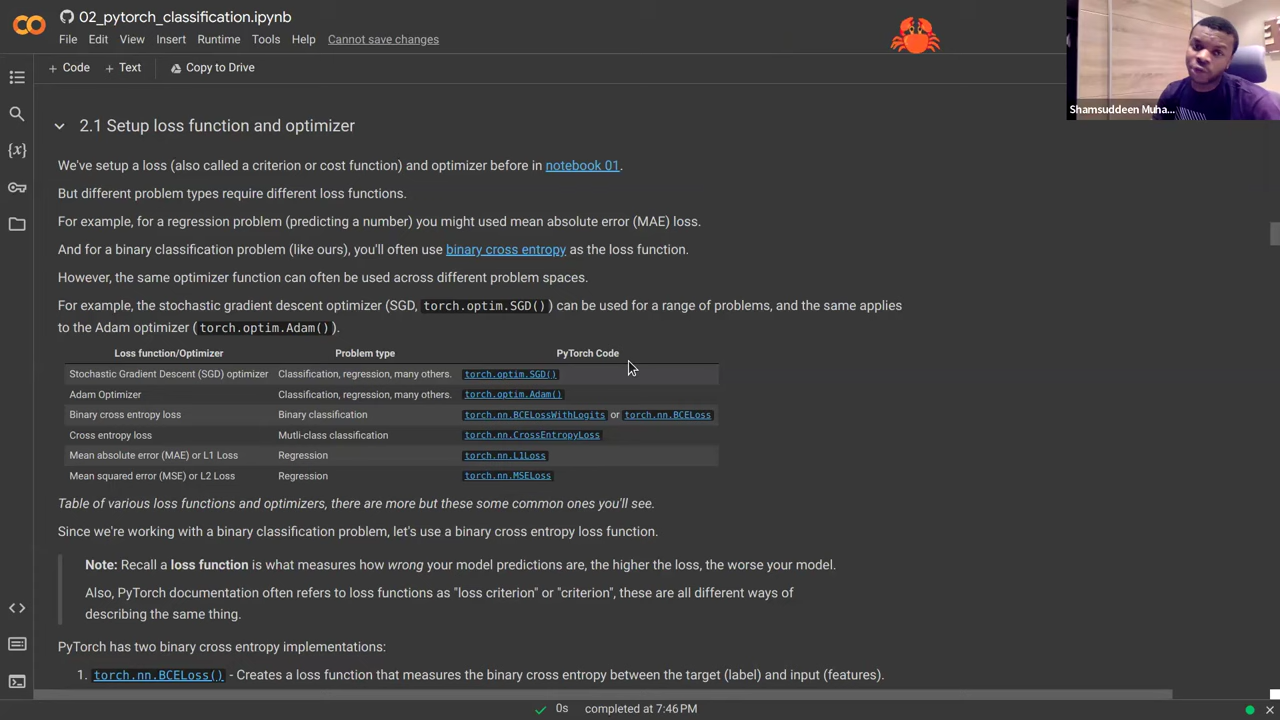 02_pytorch_classification.ipynb
File Edit View Insert Runtime Tools Help Cannot save changes
+ Code + Text Copy to Drive
Shamsuddeen Muha...
2.1 Setup loss function and optimizer
We've setup a loss (also called a criterion or cost function) and optimizer before in notebook 01.
But different problem types require different loss functions.
For example, for a regression problem (predicting a number) you might used mean absolute error (MAE) loss.
And for a binary classification problem (like ours), you'll often use binary cross entropy as the loss function.
However, the same optimizer function can often be used across different problem spaces.
For example, the stochastic gradient descent optimizer (SGD, torch.optim.SGD() ) can be used for a range of problems, and the same applies
to the Adam optimizer ( torch.optim.Adam() ).
Loss function/Optimizer Problem type PyTorch Code
Stochastic Gradient Descent (SGD) optimizer Classification, regression, many others. torch.optim.SGD()
Adam Optimizer Classification, regression, many others. torch.optim.Adam()
Binary cross entropy loss Binary classification torch.nn.BCELossWithLogits or torch.nn.BCELoss
Cross entropy loss Mutli-class classification torch.nn.CrossEntropyLoss
Mean absolute error (MAE) or L1 Loss Regression torch.nn.L1Loss
Mean squared error (MSE) or L2 Loss Regression torch.nn.MSELoss
Table of various loss functions and optimizers, there are more but these some common ones you'll see.
Since we're working with a binary classification problem, let's use a binary cross entropy loss function.
Note: Recall a loss function is what measures how wrong your model predictions are, the higher the loss, the worse your model.
Also, PyTorch documentation often refers to loss functions as "loss criterion" or "criterion", these are all different ways of
describing the same thing.
PyTorch has two binary cross entropy implementations:
1. torch.nn.BCELoss() - Creates a loss function that measures the binary cross entropy between the target (label) and input (features).
0s completed at 7:46 PM